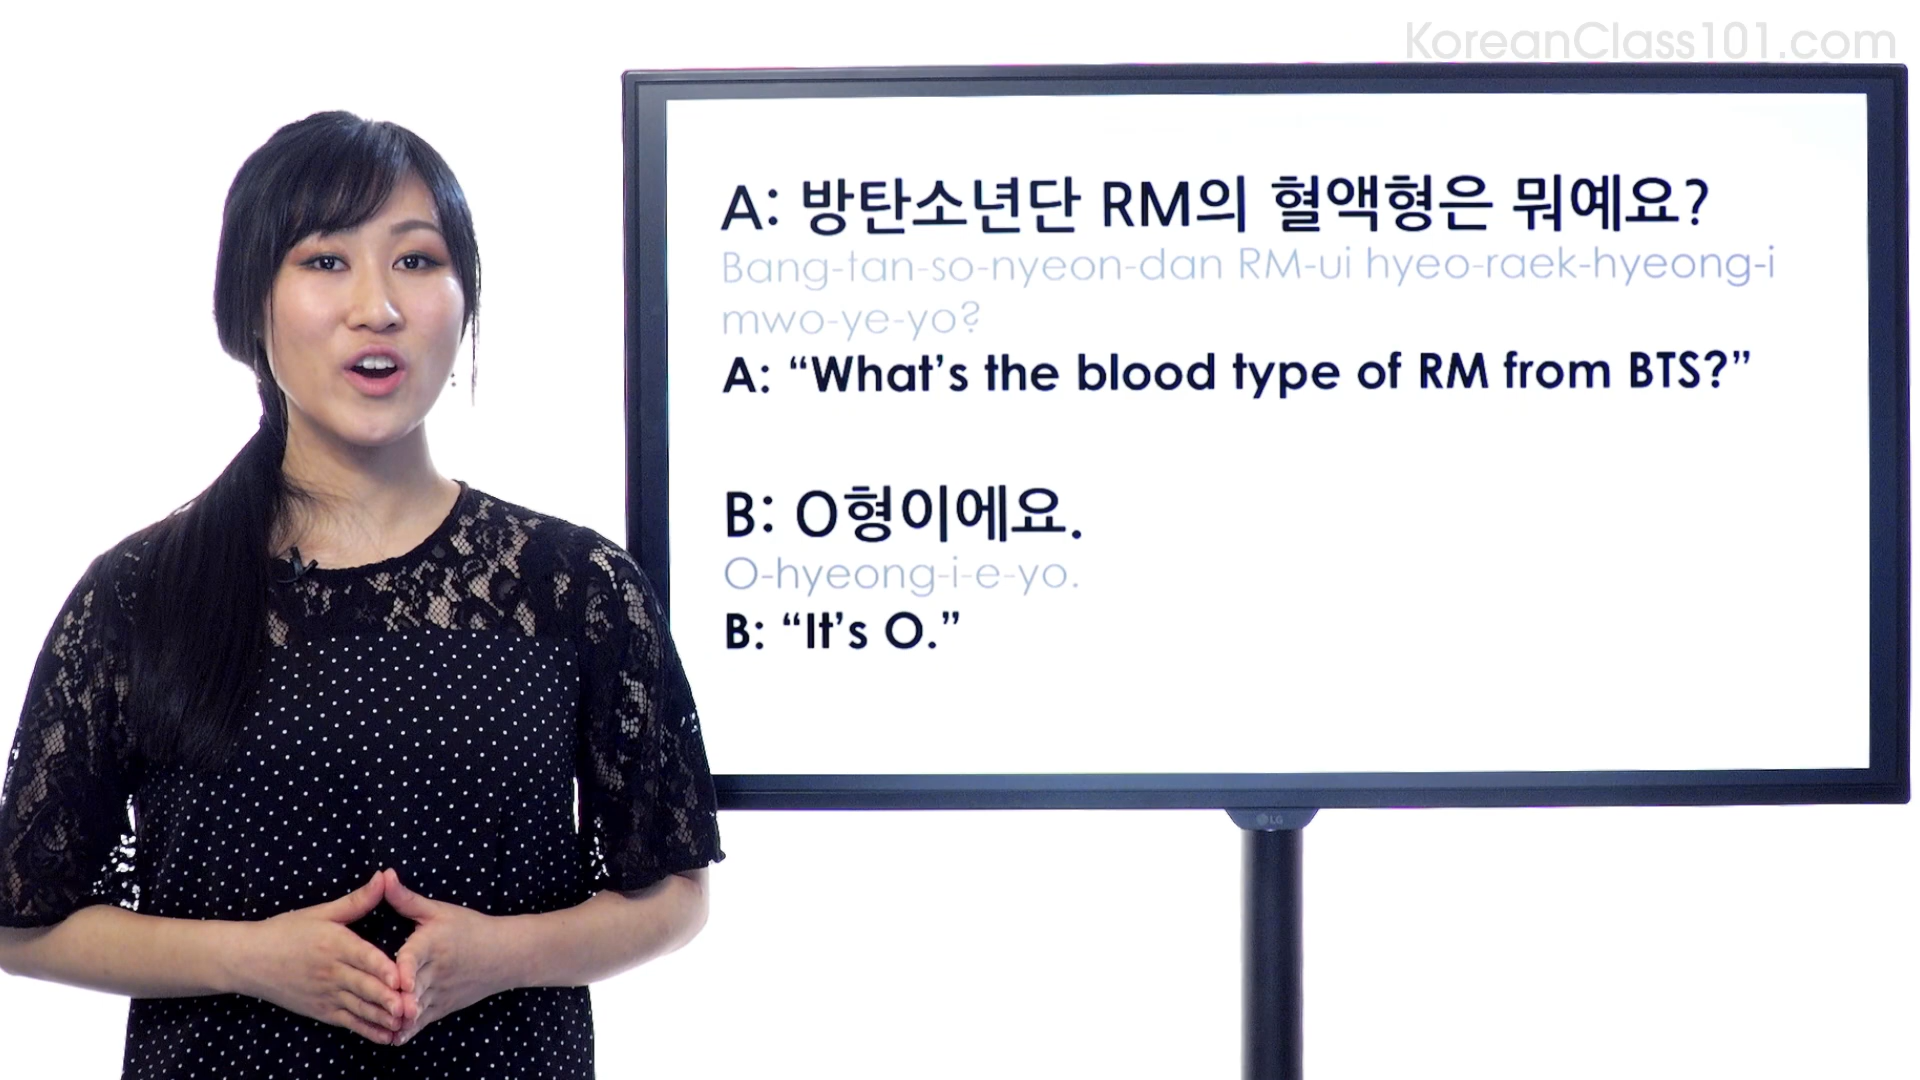 KoreanClass101.com
A: 방탄소년단 RM의 혈액형은 뭐예요?
Bang-tan-so-nyeon-dan RM-ui hyeo-raek-hyeong-i
mwo-ye-yo?
A: “What’s the blood type of RM from BTS?”
B: O형이에요.
O-hyeong-i-e-yo.
B: “It’s O.”
LG